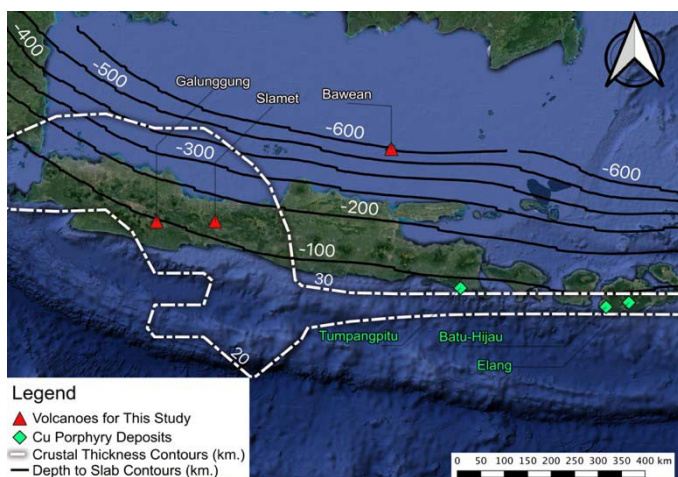 -400
-500
Galunggung
Slamet
Bawean
-600
-300
-600
-200
-100
30
Tumpangpitu
Batu-Hijau
20
Elang
Legend
Volcanoes for This Study
Cu Porphyry Deposits
Crustal Thickness Contours (km.)
Depth to Slab Contours (km.)
0 50 100 150 200 250 300 350 400 km